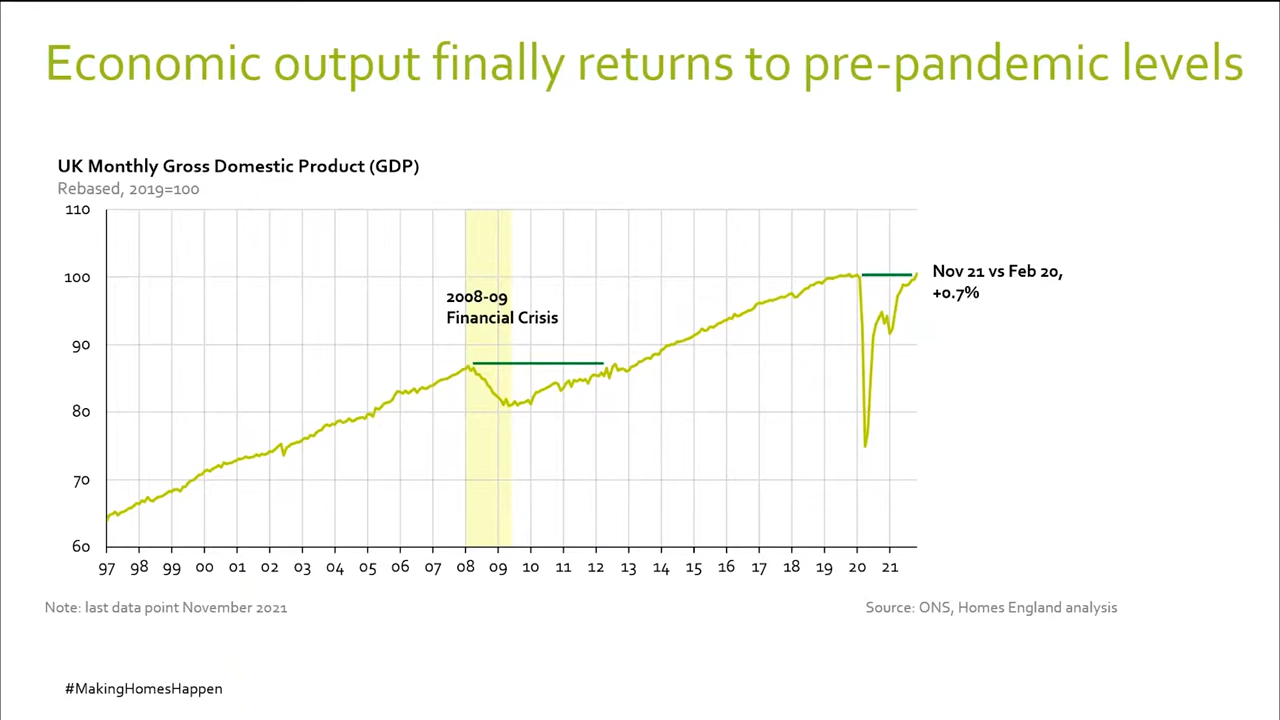 Economic output finally returns to pre-pandemic levels
UK Monthly Gross Domestic Product (GDP)
Rebased, 2019=100
110
100
90
80
70
60
2008-09
Financial Crisis
Nov 21 vs Feb 20,
+0.7%
97 98 99 00 01 02 03 04 05 06 07 08 09 10 11 12 13 14 15 16 17 18 19 20 21
Note: last data point November 2021
Source: ONS, Homes England analysis
#MakingHomesHappen